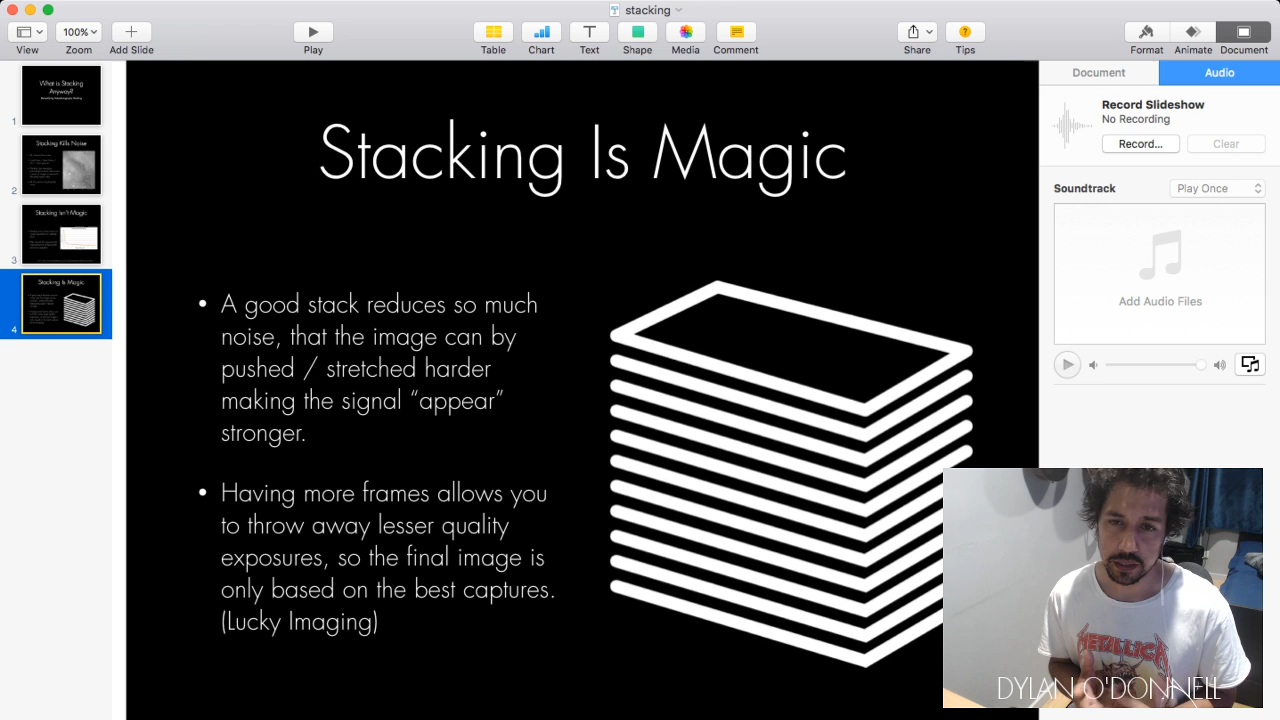 stacking
View
100%
Zoom
Add Slide
Play
Table
Chart
Text
Shape
Media
Comment
Share
Tips
Format
Animate
Document
What is Stacking
Anyway?
1
Stacking Kills Noise
2
Stacking Isn't Magic
3
Stacking Is Magic
4
Stacking Is Magic
• A good stack reduces so much
noise, that the image can by
pushed / stretched harder
making the signal “appear”
stronger.
• Having more frames allows you
to throw away lesser quality
exposures, so the final image is
only based on the best captures.
(Lucky Imaging)
Document
Audio
Record Slideshow
No Recording
Record...
Clear
Soundtrack
Play Once
Add Audio Files
METALLICA
DYLAN O'DONNELL